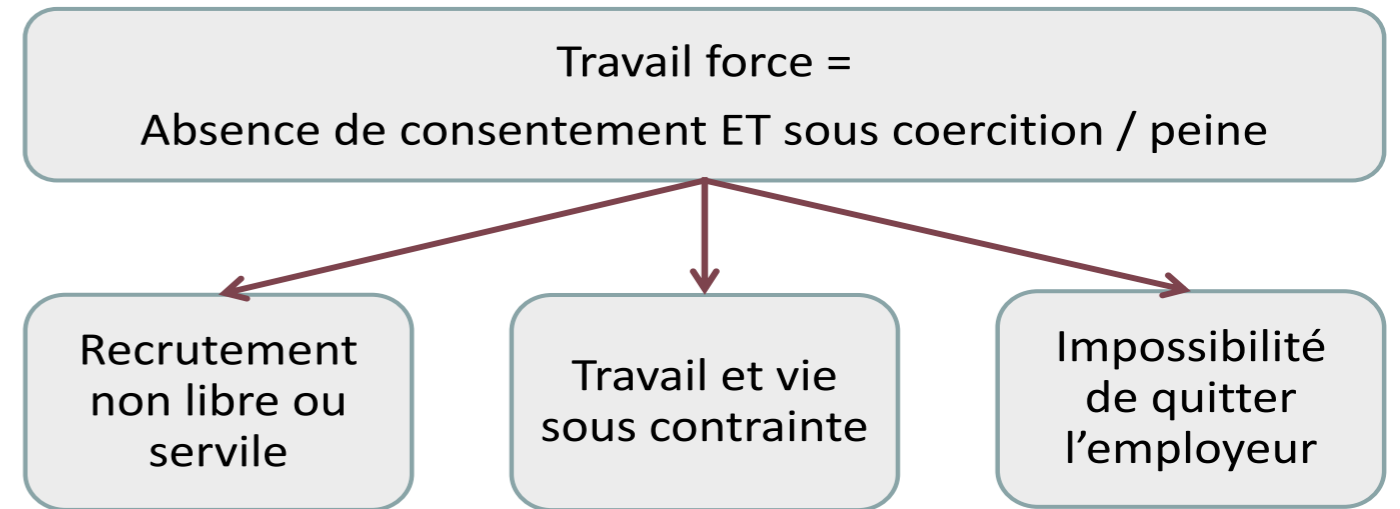 Travail force =
Absence de consentement ET sous coercition / peine
Recrutement
non libre ou
servile
Travail et vie
sous contrainte
Impossibilité
de quitter
l’employeur